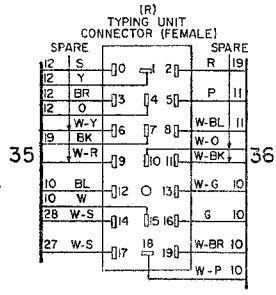 (R)
TYPING UNIT
CONNECTOR (FEMALE)
SPARE SPARE
12 S 0 1 2 R 19
12 Y
12 BR 3 4 5 P 11
12 O
W-Y 6 7 8 W-BL 11
19 BK W-O
35 W-R 9 10 11 W-BK 36
10 BL 12 13 W-G 10
10 W
28 W-S 14 15 16 G 10
27 W-S 17 18 19 W-BR 10
W-P 10